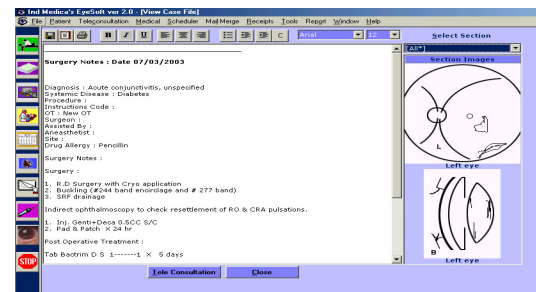 Ind Medica's EyeSoft ver 2.0 - [View Case File]
File Patient Teleconsultation Medical Scheduler Mail Merge Receipts Tools Report Window Help
B I U C Arial 12 Select Section
[All*]
Section Images
Surgery Notes : Date 07/03/2003
Diagnosis : Acute conjunctivitis, unspecified
Systemic Disease : Diabetes
Procedure :
Instructions Code :
OT : New OT
Surgeon :
Assisted By :
Aneasthetist :
Site :
Drug Allergy : Pencillin
Surgery Notes :
Surgery :
1. R.D Surgery with Cryo application
2. Buckling (#244 band encirclage and # 277 band)
3. SRF drainage
Indirect ophthalmoscopy to check resettlement of RO & CRA pulsations.
1. Inj. Genti+Deca 0.5CC S/C
2. Pad & Patch X 24 hr
Post Operative Treatment :
Tab Bactrim D S 1-------1 X 5 days
L
Left eye
B
Left eye
STOP
Tele Consultation Close